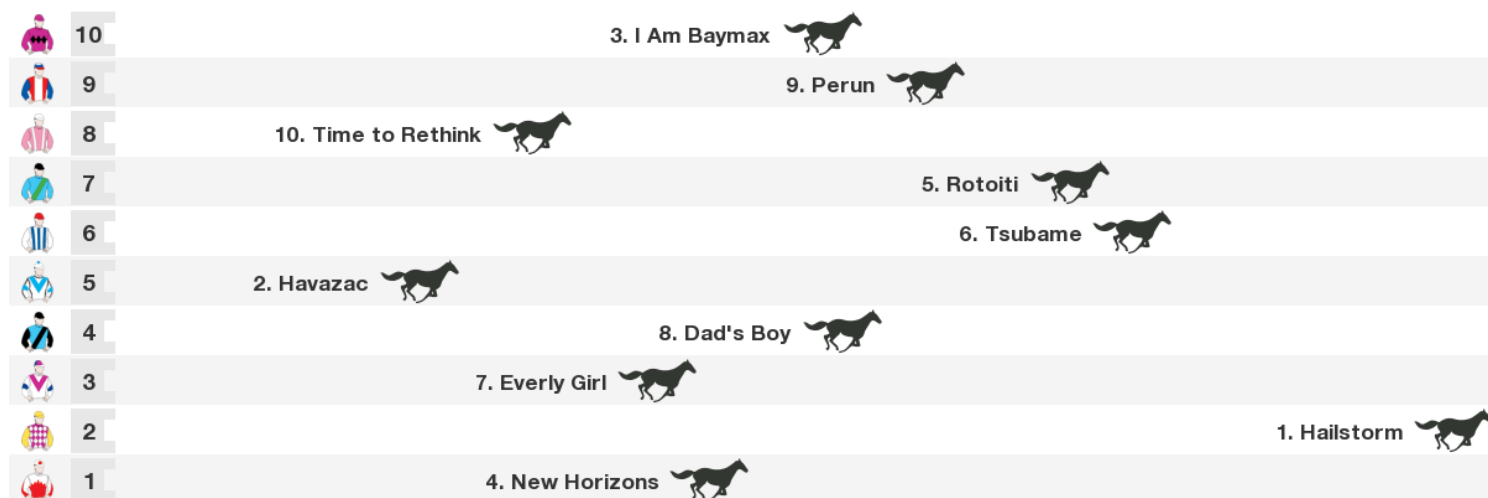 10 3. I Am Baymax
9 9. Perun
8 10. Time to Rethink
7 5. Rotoiti
6 6. Tsubame
5 2. Havazac
4 8. Dad's Boy
3 7. Everly Girl
2 1. Hailstorm
1 4. New Horizons